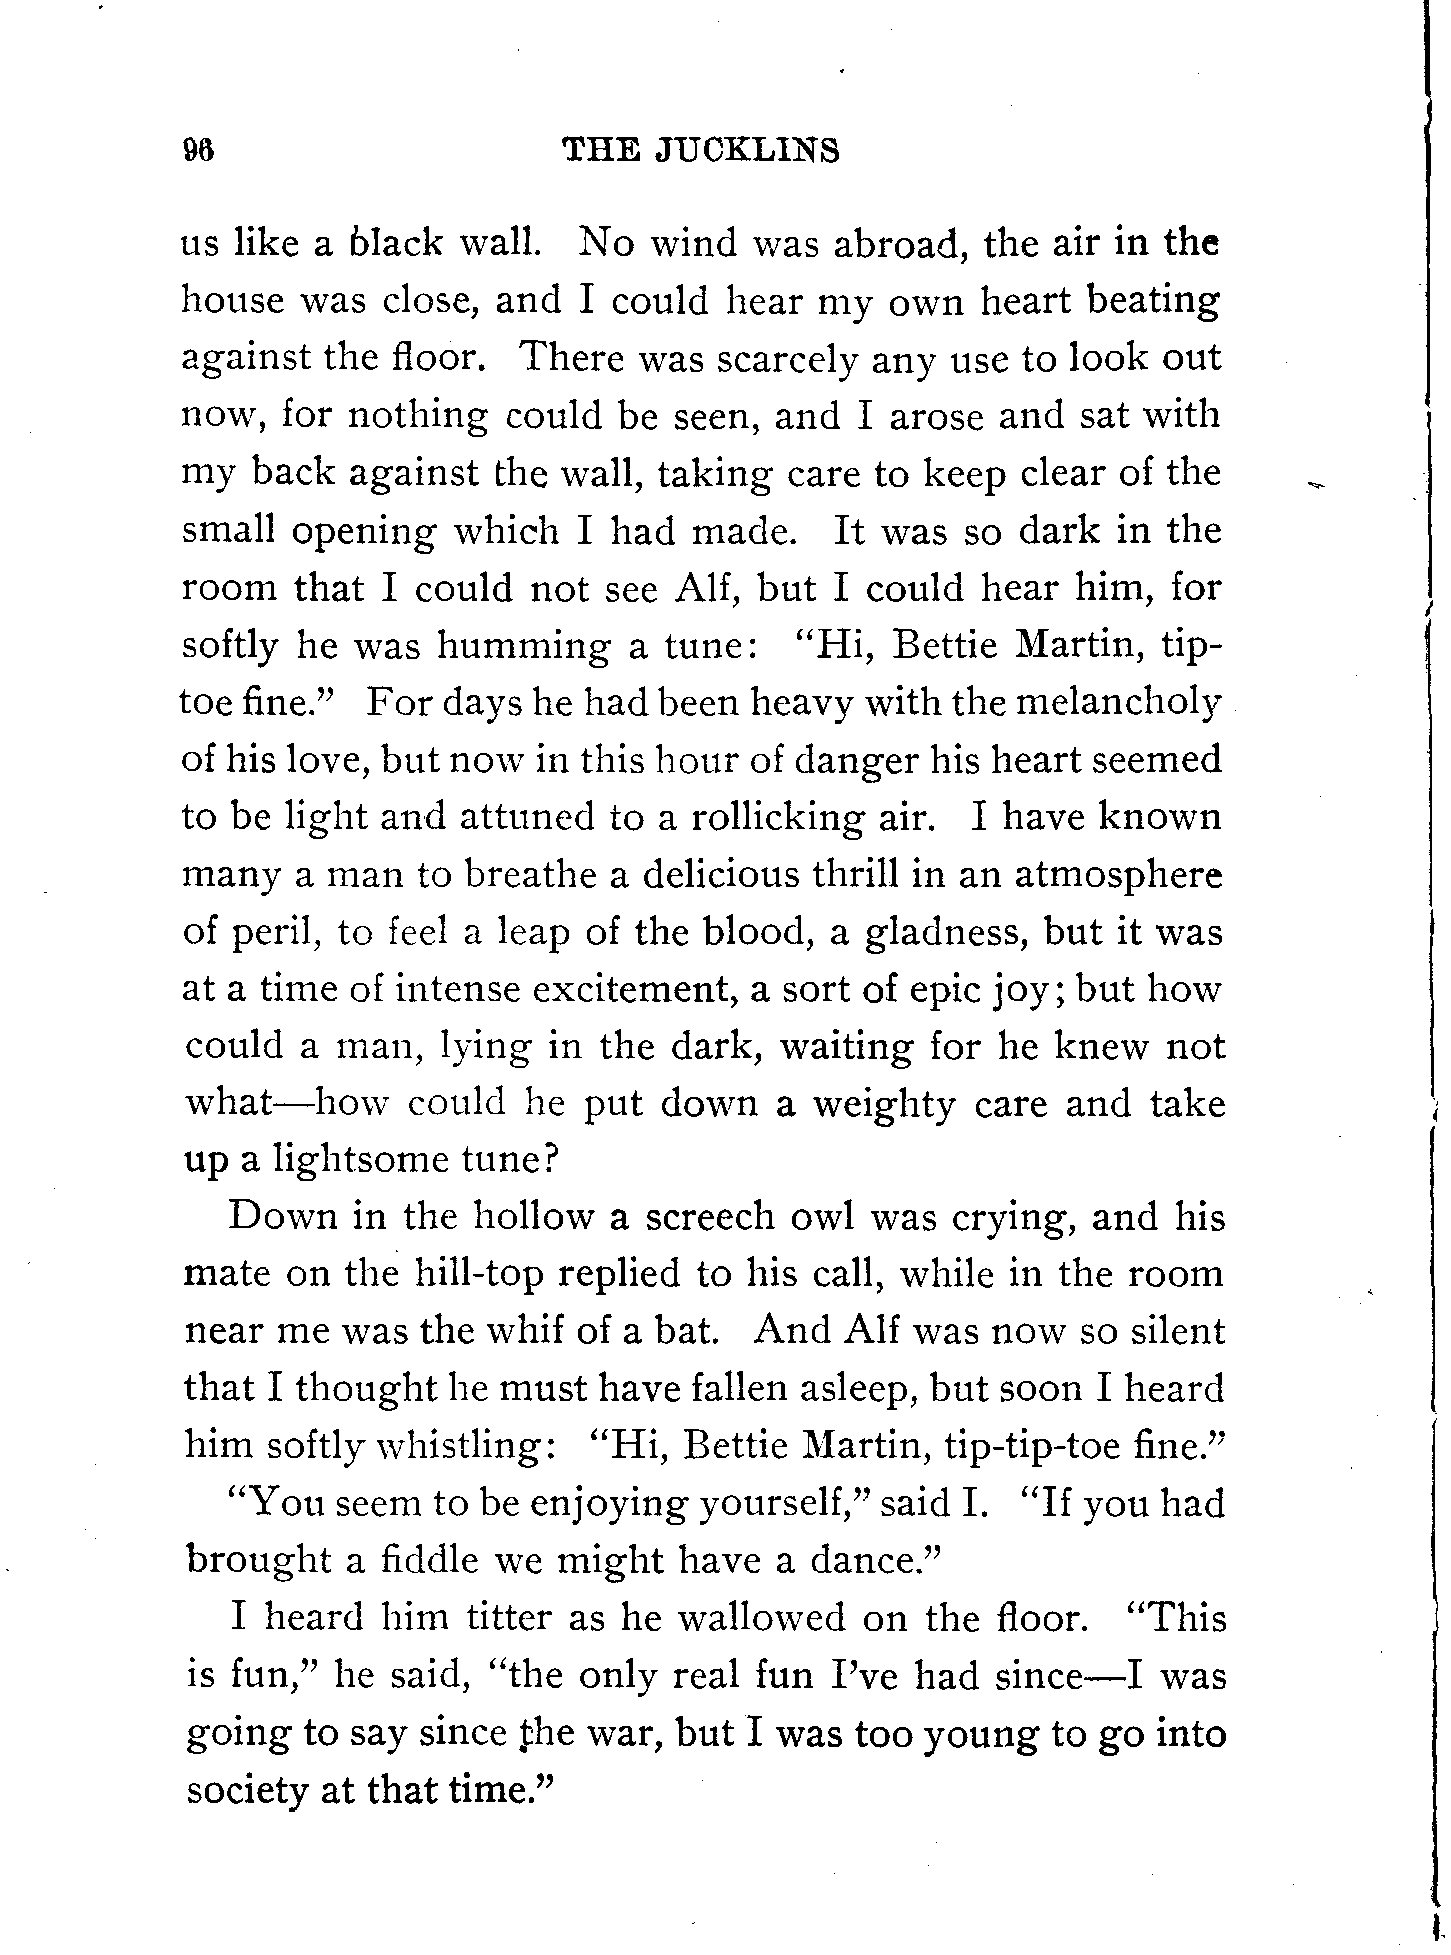 96 THE JUCKLINS
us like a black wall. No wind was abroad, the air in the
house was close, and I could hear my own heart beating
against the floor. There was scarcely any use to look out
now, for nothing could be seen, and I arose and sat with
my back against the wall, taking care to keep clear of the
small opening which I had made. It was so dark in the
room that I could not see Alf, but I could hear him, for
softly he was humming a tune: “Hi, Bettie Martin, tip-
toe fine.” For days he had been heavy with the melancholy
of his love, but now in this hour of danger his heart seemed
to be light and attuned to a rollicking air. I have known
many a man to breathe a delicious thrill in an atmosphere
of peril, to feel a leap of the blood, a gladness, but it was
at a time of intense excitement, a sort of epic joy; but how
could a man, lying in the dark, waiting for he knew not
what—how could he put down a weighty care and take
up a lightsome tune?
Down in the hollow a screech owl was crying, and his
mate on the hill-top replied to his call, while in the room
near me was the whif of a bat. And Alf was now so silent
that I thought he must have fallen asleep, but soon I heard
him softly whistling: “Hi, Bettie Martin, tip-tip-toe fine.”
“You seem to be enjoying yourself,” said I. “If you had
brought a fiddle we might have a dance.”
I heard him titter as he wallowed on the floor. “This
is fun,” he said, “the only real fun I’ve had since—I was
going to say since the war, but I was too young to go into
society at that time.”